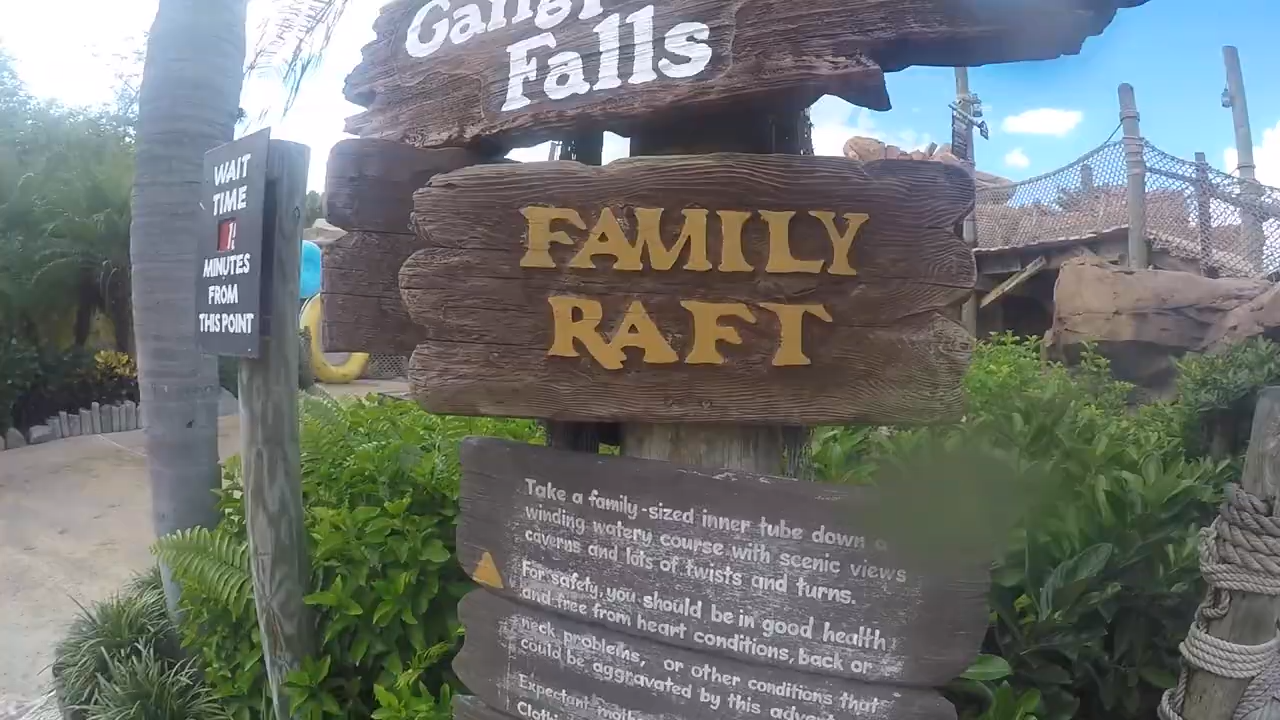 Falls
WAIT
TIME
MINUTES
FROM
THIS POINT
FAMILY
RAFT
Take a family-sized inner tube down a
winding watery course with scenic views
caverns and lots of twists and turns.
For safety, you should be in good health
and free from heart conditions, back or
neck problems, or other conditions that
could be aggravated by this
Expectant